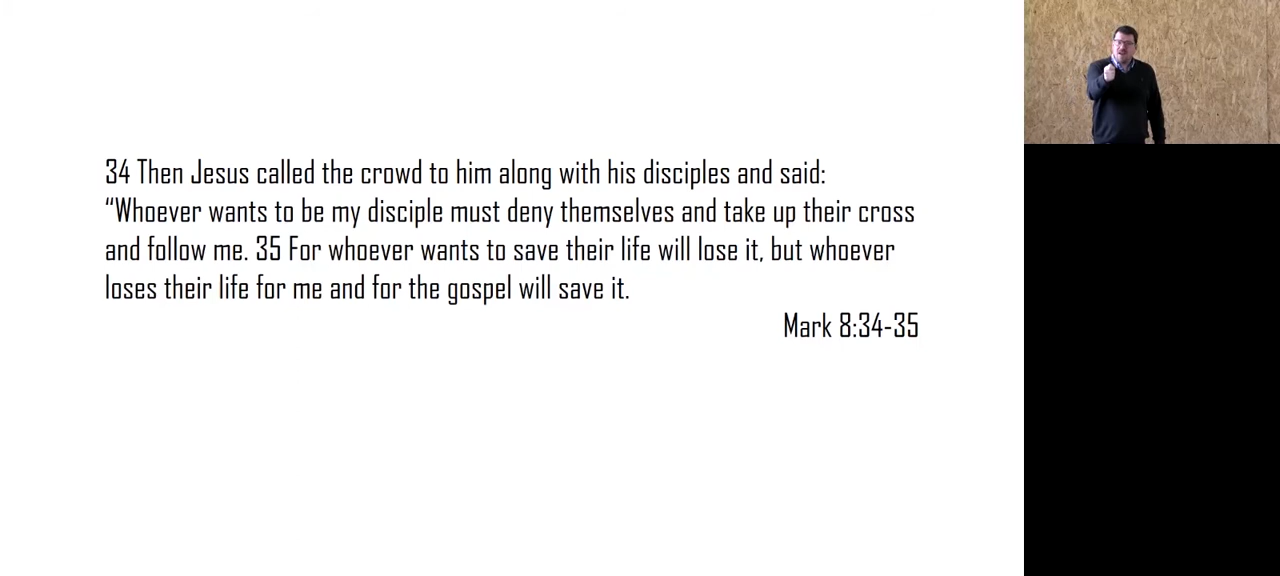 34 Then Jesus called the crowd to him along with his disciples and said:
“Whoever wants to be my disciple must deny themselves and take up their cross
and follow me. 35 For whoever wants to save their life will lose it, but whoever
loses their life for me and for the gospel will save it.
Mark 8:34-35